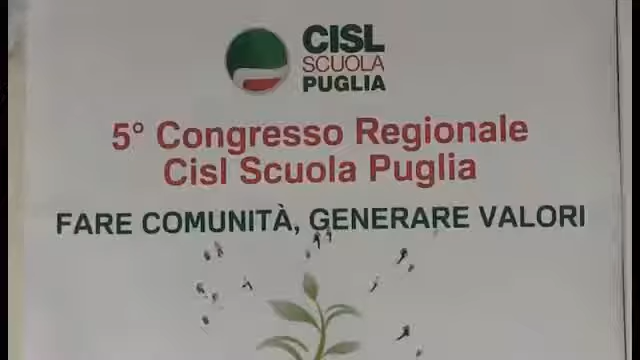 CISL
SCUOLA
PUGLIA
5° Congresso Regionale
Cisl Scuola Puglia
FARE COMUNITÀ, GENERARE VALORI